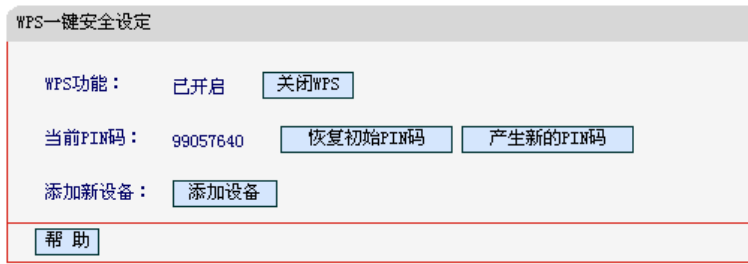 WPS一键安全设定
WPS功能： 已开启 关闭WPS
当前PIN码： 99057640 恢复初始PIN码 产生新的PIN码
添加新设备： 添加设备
帮 助